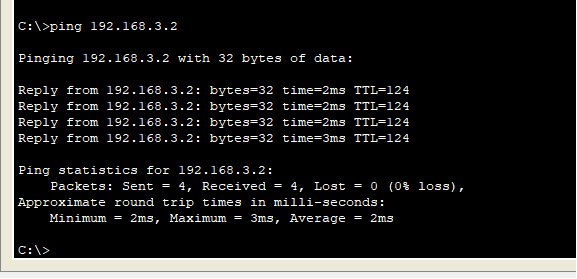 C:\>ping 192.168.3.2
Pinging 192.168.3.2 with 32 bytes of data:
Reply from 192.168.3.2: bytes=32 time=2ms TTL=124
Reply from 192.168.3.2: bytes=32 time=2ms TTL=124
Reply from 192.168.3.2: bytes=32 time=2ms TTL=124
Reply from 192.168.3.2: bytes=32 time=3ms TTL=124
Ping statistics for 192.168.3.2:
    Packets: Sent = 4, Received = 4, Lost = 0 (0% loss),
Approximate round trip times in milli-seconds:
    Minimum = 2ms, Maximum = 3ms, Average = 2ms
C:\>